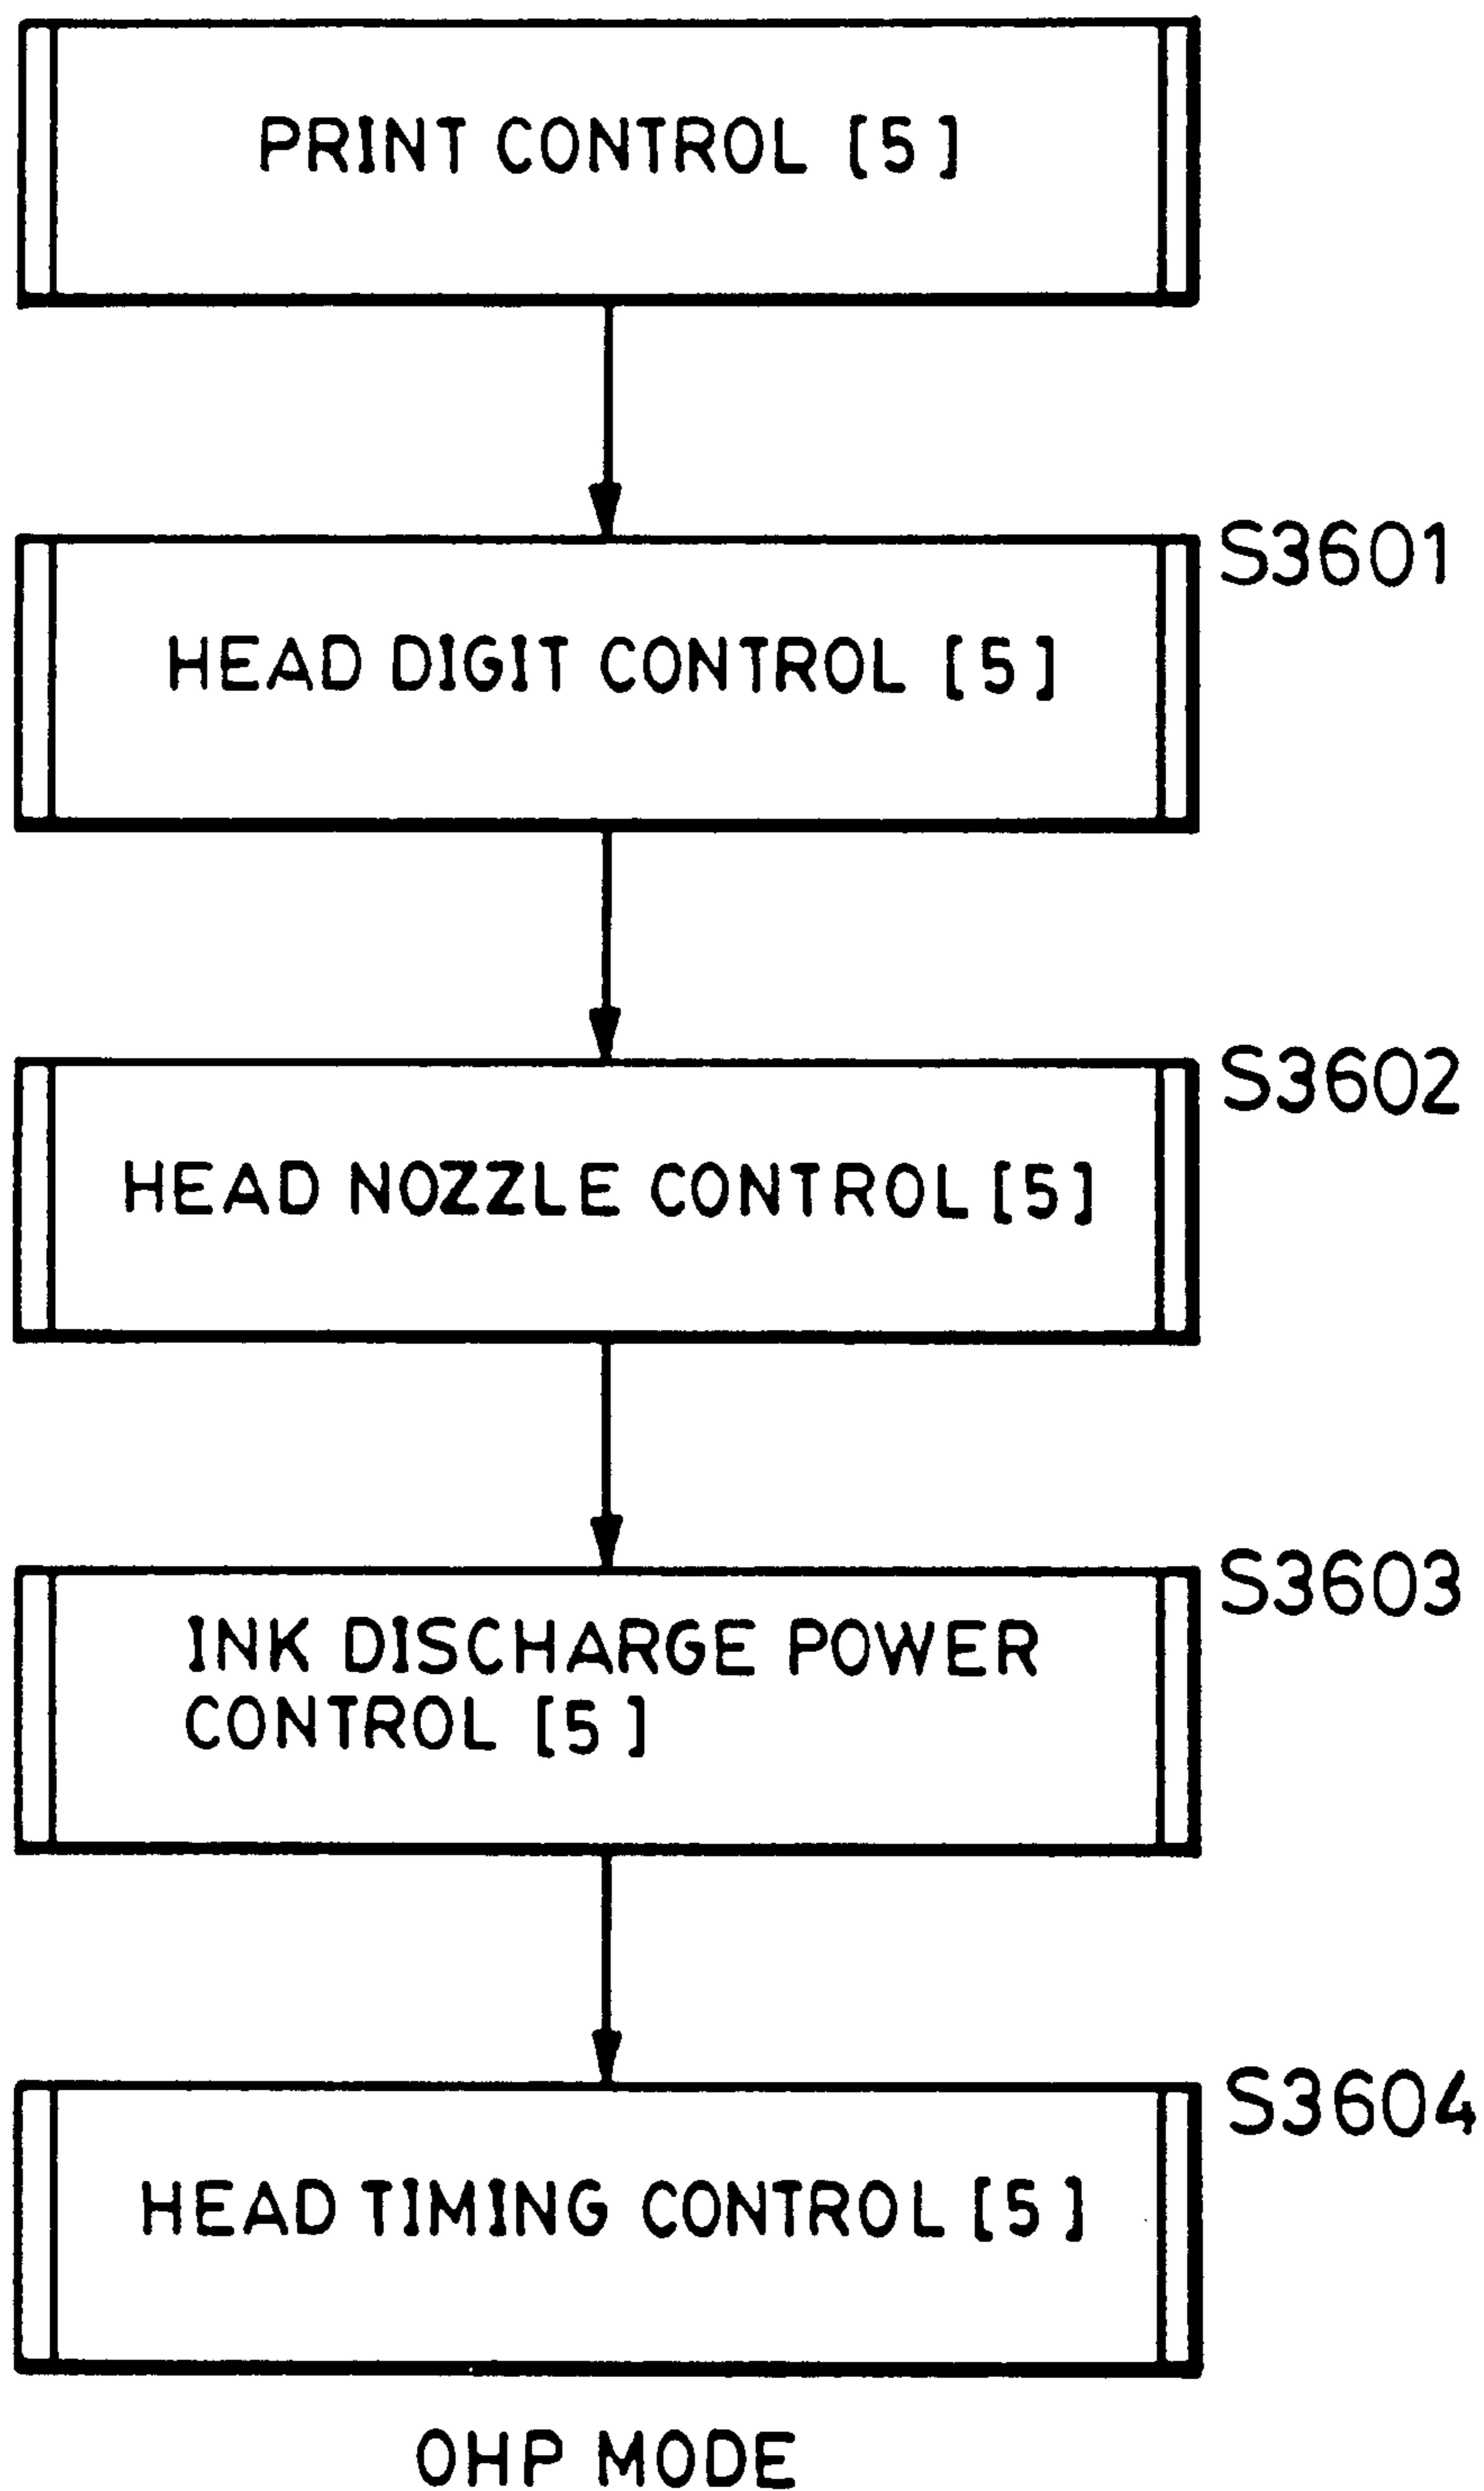 PRINT CONTROL [5]
S3601
HEAD DIGIT CONTROL [5]
S3602
HEAD NOZZLE CONTROL [5]
S3603
INK DISCHARGE POWER
CONTROL [5]
S3604
HEAD TIMING CONTROL [5]
OHP MODE